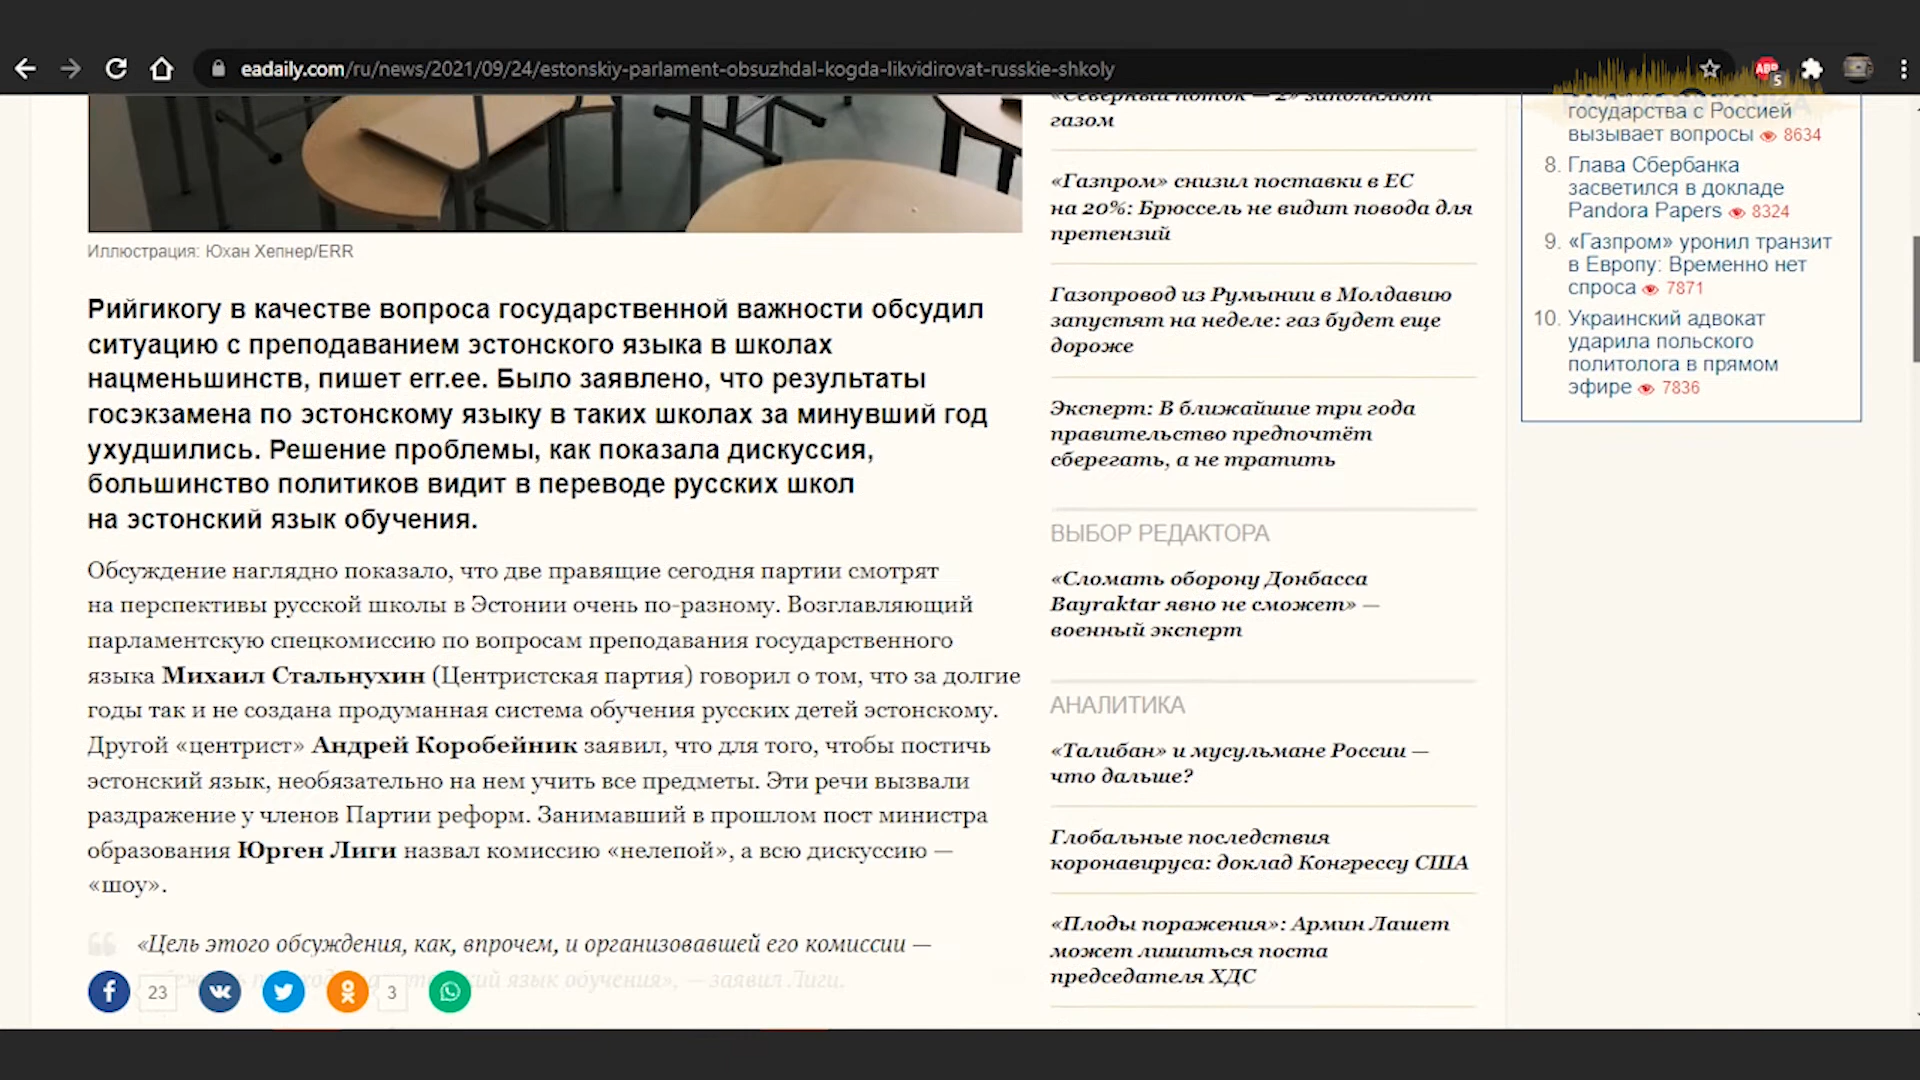 eadaily.com/ru/news/2021/09/24/estonskiy-parlament-obsuzhdal-kogda-likvidirovat-russkie-shkoly
ABP
5
Иллюстрация: Юхан Хепнер/ERR
Рийгикогу в качестве вопроса государственной важности обсудил
ситуацию с преподаванием эстонского языка в школах
нацменьшинств, пишет err.ee. Было заявлено, что результаты
госэкзамена по эстонскому языку в таких школах за минувший год
ухудшились. Решение проблемы, как показала дискуссия,
большинство политиков видит в переводе русских школ
на эстонский язык обучения.
Обсуждение наглядно показало, что две правящие сегодня партии смотрят
на перспективы русской школы в Эстонии очень по-разному. Возглавляющий
парламентскую спецкомиссию по вопросам преподавания государственного
языка Михаил Стальнухин (Центристская партия) говорил о том, что за долгие
годы так и не создана продуманная система обучения русских детей эстонскому.
Другой «центрист» Андрей Коробейник заявил, что для того, чтобы постичь
эстонский язык, необязательно на нем учить все предметы. Эти речи вызвали
раздражение у членов Партии реформ. Занимавший в прошлом пост министра
образования Юрген Лиги назвал комиссию «нелепой», а всю дискуссию —
«шоу».
«Цель этого обсуждения, как, впрочем, и организовавшей его комиссии —
язык обучения», — заявил Лиги.
23
3
«Северный поток — 2» заполняют
газом
«Газпром» снизил поставки в ЕС
на 20%: Брюссель не видит повода для
претензий
Газопровод из Румынии в Молдавию
запустят на неделе: газ будет еще
дороже
Эксперт: В ближайшие три года
правительство предпочтёт
сберегать, а не тратить
ВЫБОР РЕДАКТОРА
«Сломать оборону Донбасса
Bayraktar явно не сможет» —
военный эксперт
АНАЛИТИКА
«Талибан» и мусульмане России —
что дальше?
Глобальные последствия
коронавируса: доклад Конгрессу США
«Плоды поражения»: Армин Лашет
может лишиться поста
председателя ХДС
государства с Россией
вызывает вопросы 8634
8. Глава Сбербанка
засветился в докладе
Pandora Papers 8324
9. «Газпром» уронил транзит
в Европу: Временно нет
спроса 7871
10. Украинский адвокат
ударила польского
политолога в прямом
эфире 7836